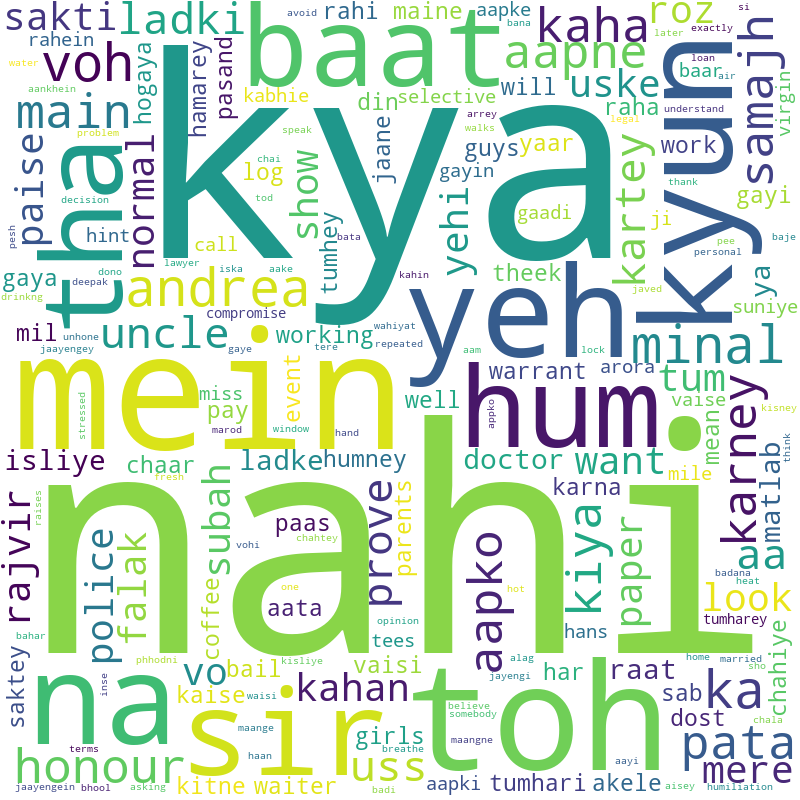 sakti
ladki
baat
kaha
roz
si
exactly
rahi
maine
aapke
avoid
bana
later
rahein
voh
hogaya
hamarey
pasand
aapne
water
aankhein
kya
main
kabhie
din
selective
will
uske
baar
loan
air
samajh
virgin
raha
arrey
understand
problem
log
speak
jaane
guys
yaar
walks
work
legal
kyun
tha
paise
normal
chai
show
gayin
kartey
thank
gayi
decision
tod
yehi
gaadi
ji
pesh
hint
call
tumhey
bata
theek
pee
baje
personal
gaya
dono
lawyer
iska
aake
kahin
javed
ya
drinkng
deepak
andrea
yeh
suniye
compromise
mil
unhone
uncle
working
wahiyat
repeated
minal
jaayengey
gaye
tere
aam
lock
mein
event
hum
warrant
arora
miss
pay
well
tum
vaise
kisney
stressed
marod
window
hand
appko
mean
karney
matlab
think
isliye
chaar
ladke
humney
doctor
want
mile
fresh
parents
karna
nahi
raises
subah
paas
chahtey
prove
badana
heat
aa
rajvir
police
falak
vohi
aapko
kiya
paper
look
one
hot
aata
tumharey
bahar
coffee
opinion
tees
hans
sho
home
married
phhodni
kisliye
vaisi
alag
vo
bail
har
raat
sab
ka
chahiye
saktey
na
inse
kaise
waisi
kahan
toh
jayengi
dost
chala
sir
believe
somebody
maange
haan
girls
breathe
maangne
aayi
pata
terms
honour
uss
mere
jaayengein
bhool
asking
kitne
waiter
badi
aapki
tumhari
akele
aisey
humiliation